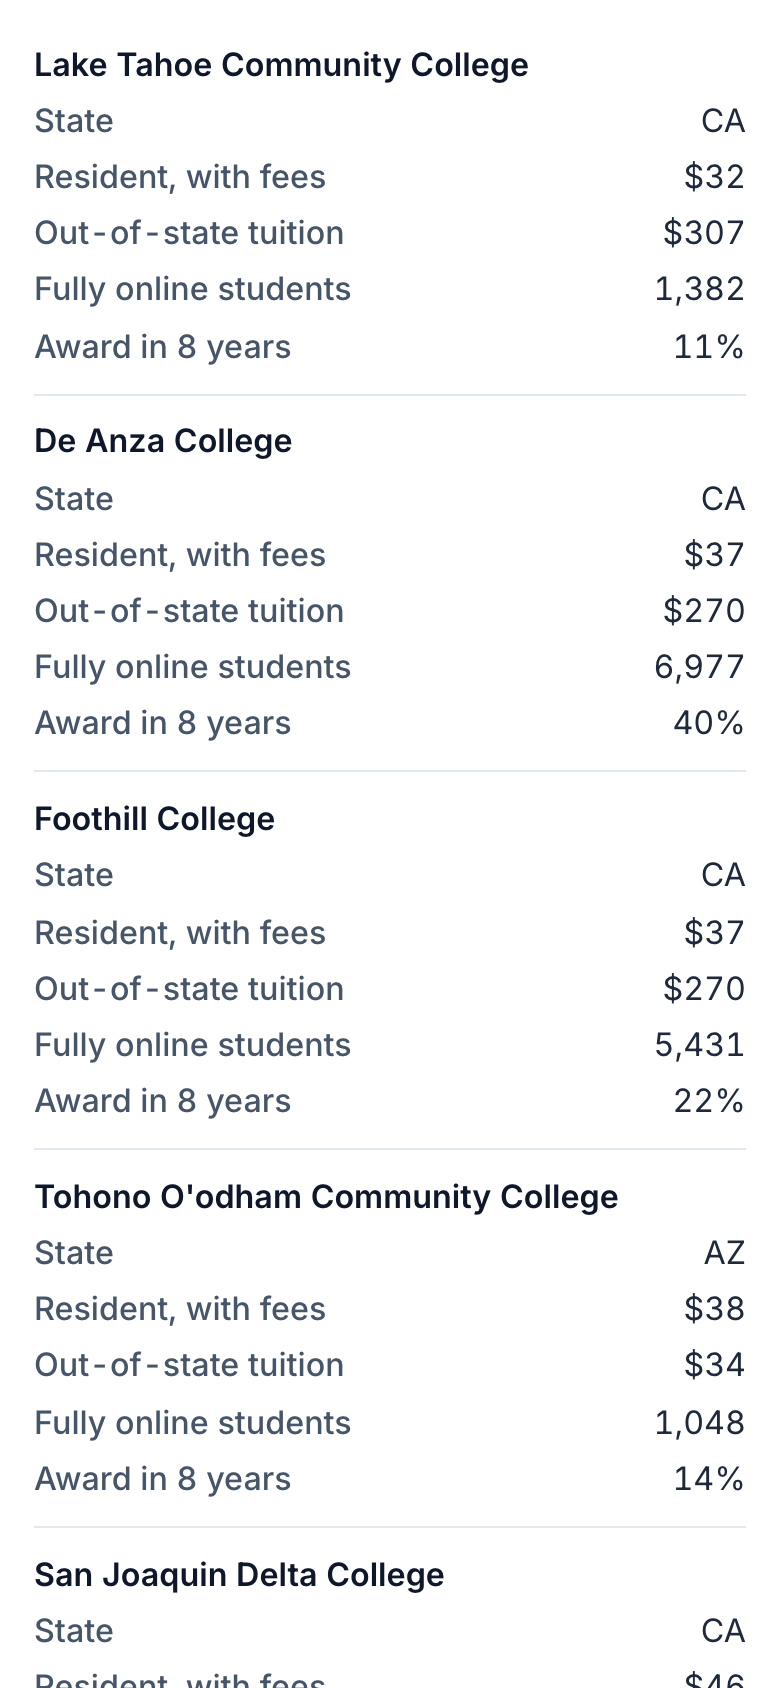 Lake Tahoe Community College
State CA
Resident, with fees $32
Out-of-state tuition $307
Fully online students 1,382
Award in 8 years 11%
De Anza College
State CA
Resident, with fees $37
Out-of-state tuition $270
Fully online students 6,977
Award in 8 years 40%
Foothill College
State CA
Resident, with fees $37
Out-of-state tuition $270
Fully online students 5,431
Award in 8 years 22%
Tohono O'odham Community College
State AZ
Resident, with fees $38
Out-of-state tuition $34
Fully online students 1,048
Award in 8 years 14%
San Joaquin Delta College
State CA
Resident, with fees $46